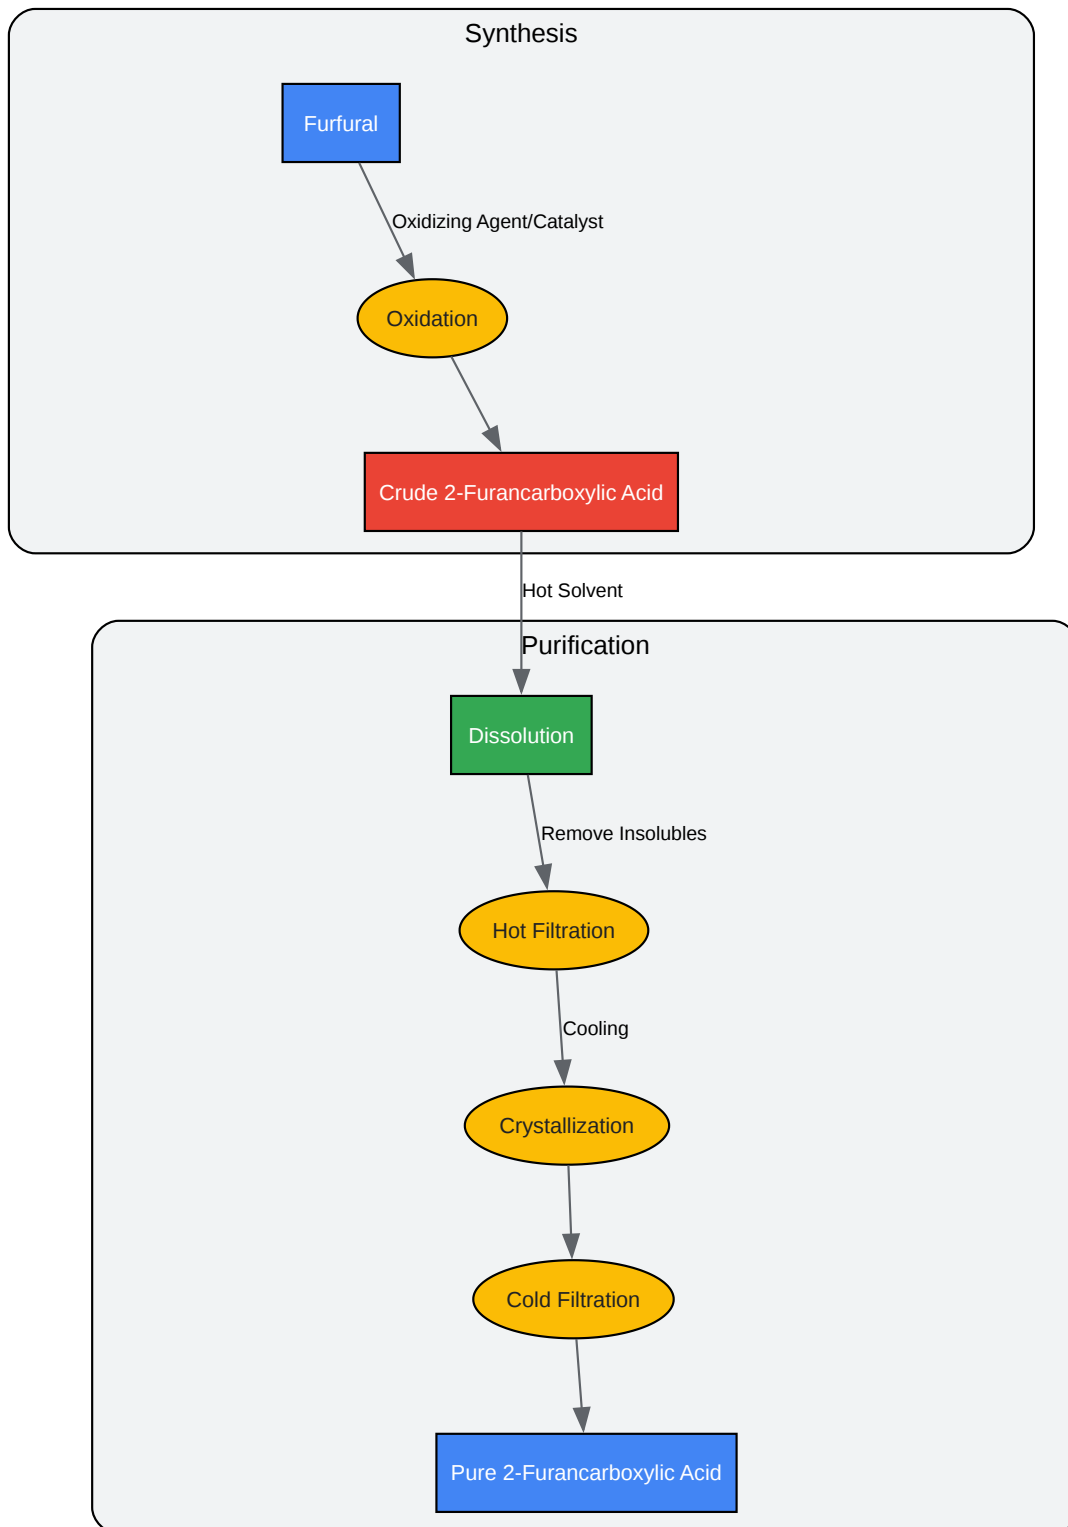 Synthesis
Furfural
Oxidizing Agent/Catalyst
Oxidation
Crude 2-Furancarboxylic Acid
Hot Solvent
Purification
Dissolution
Remove Insolubles
Hot Filtration
Cooling
Crystallization
Cold Filtration
Pure 2-Furancarboxylic Acid